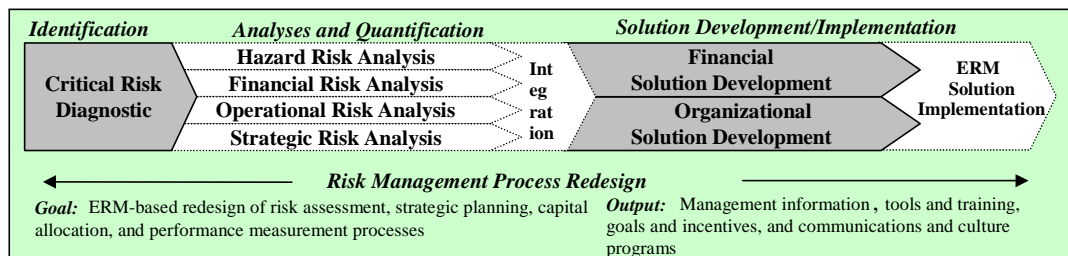 Identification
Analyses and Quantification
Solution Development/Implementation
Critical Risk
Diagnostic
Hazard Risk Analysis
Financial Risk Analysis
Operational Risk Analysis
Strategic Risk Analysis
Int
eg
rat
ion
Financial
Solution Development
Organizational
Solution Development
ERM
Solution
Implementation
Risk Management Process Redesign
Goal: ERM-based redesign of risk assessment, strategic planning, capital
allocation, and performance measurement processes
Output: Management information , tools and training,
goals and incentives, and communications and culture
programs